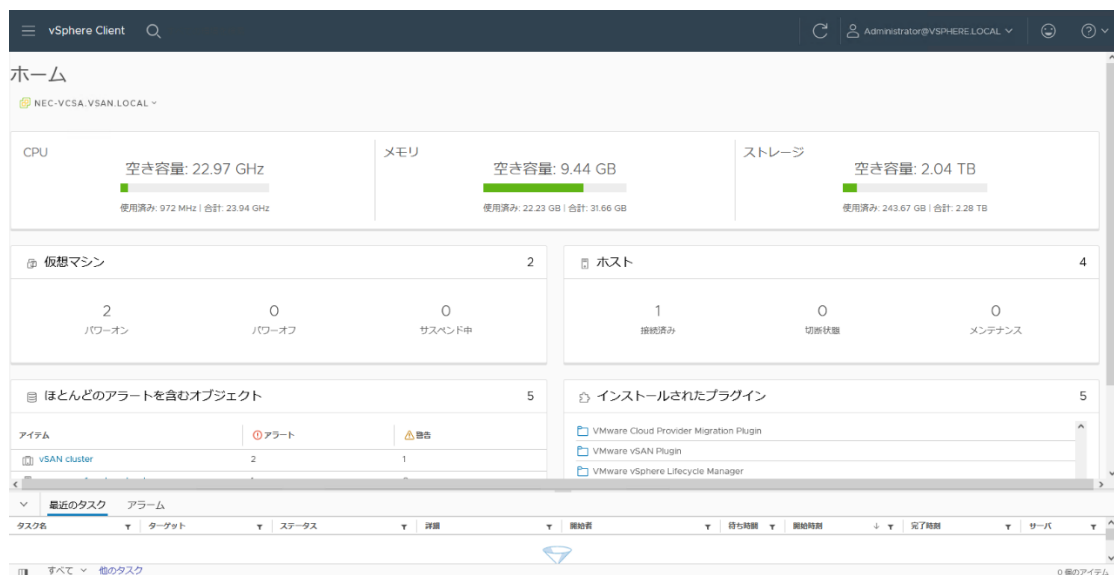 vSphere Client
Administrator@VSPHERE.LOCAL
ホーム
NEC-VCSA.VSAN.LOCAL
CPU
空き容量: 22.97 GHz
使用済み: 972 MHz | 合計: 23.94 GHz
メモリ
空き容量: 9.44 GB
使用済み: 22.23 GB | 合計: 31.66 GB
ストレージ
空き容量: 2.04 TB
使用済み: 243.67 GB | 合計: 2.28 TB
仮想マシン 2
2 0 0
パワーオン パワーオフ サスペンド中
ホスト 4
1 0 0
接続済み 切断状態 メンテナンス
ほとんどのアラートを含むオブジェクト 5
アイテム アラート 警告
vSAN cluster 2 1
インストールされたプラグイン 5
VMware Cloud Provider Migration Plugin
VMware vSAN Plugin
VMware vSphere Lifecycle Manager
最近のタスク アラーム
タスク名 ターゲット ステータス 詳細 開始者 待ち時間 開始時刻 完了時刻 サーバ
すべて 他のタスク 0 個のアイテム